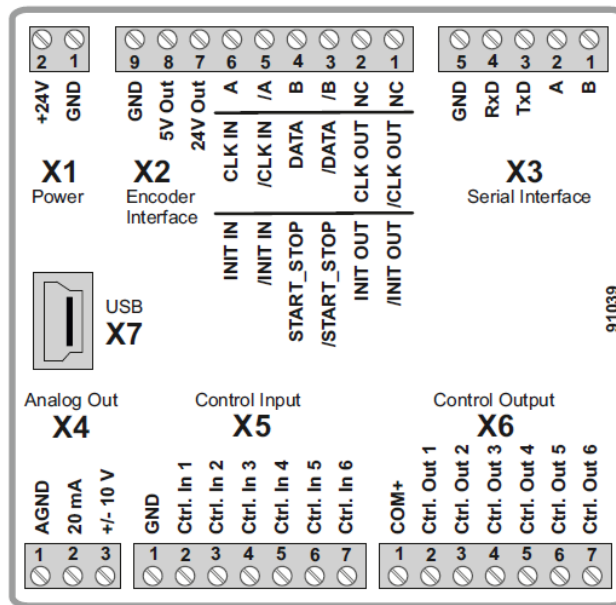 2 1
9 8 7 6 5 4 3 2 1
5 4 3 2 1
+24V
GND
GND
5V Out
24V Out
A
/A
B
/B
NC
NC
GND
RxD
TxD
A
B
CLK IN
/CLK IN
DATA
/DATA
CLK OUT
/CLK OUT
X1
Power
X2
Encoder
Interface
X3
Serial Interface
INIT IN
/INIT IN
START_STOP
/START_STOP
INIT OUT
/INIT OUT
USB
X7
91039
Analog Out
X4
Control Input
X5
Control Output
X6
AGND
20 mA
+/- 10 V
GND
Ctrl. In 1
Ctrl. In 2
Ctrl. In 3
Ctrl. In 4
Ctrl. In 5
Ctrl. In 6
COM+
Ctrl. Out 1
Ctrl. Out 2
Ctrl. Out 3
Ctrl. Out 4
Ctrl. Out 5
Ctrl. Out 6
1 2 3
1 2 3 4 5 6 7
1 2 3 4 5 6 7